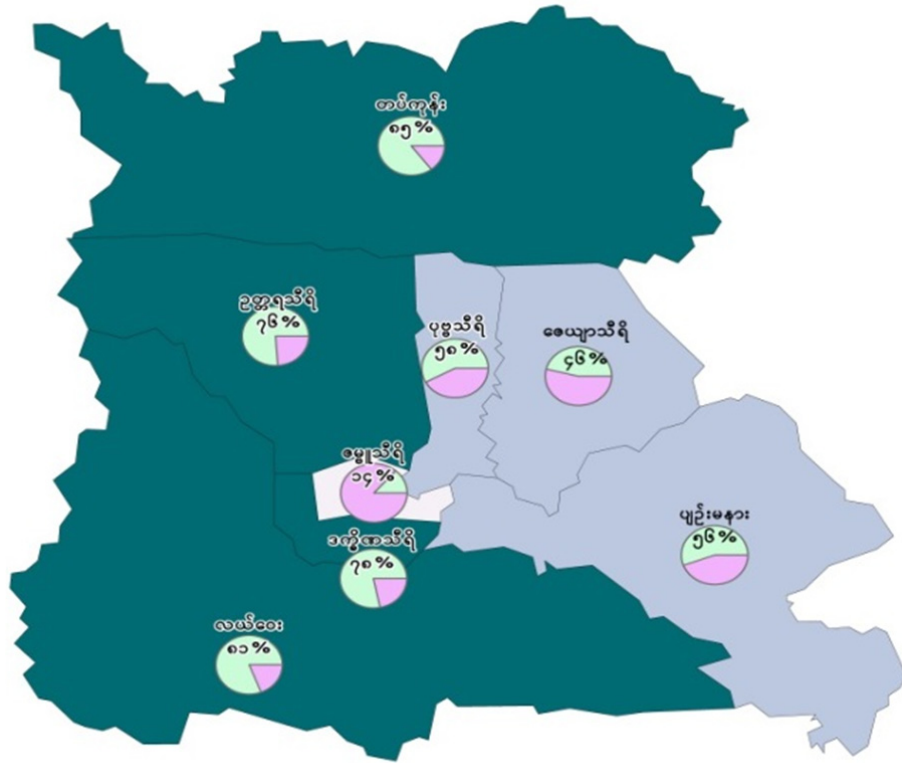 တပ်ကုန်း
၈၅%
ဥတ္တရသီရိ
၇၆%
ပုဗ္ဗသီရိ
၅၈%
ဇေယျာသီရိ
၄၆%
ဇမ္ဗူသီရိ
၁၄%
ပျဉ်းမနား
၅၆%
ဒက္ခိဏသီရိ
၇၈%
လယ်ဝေး
၈၁%